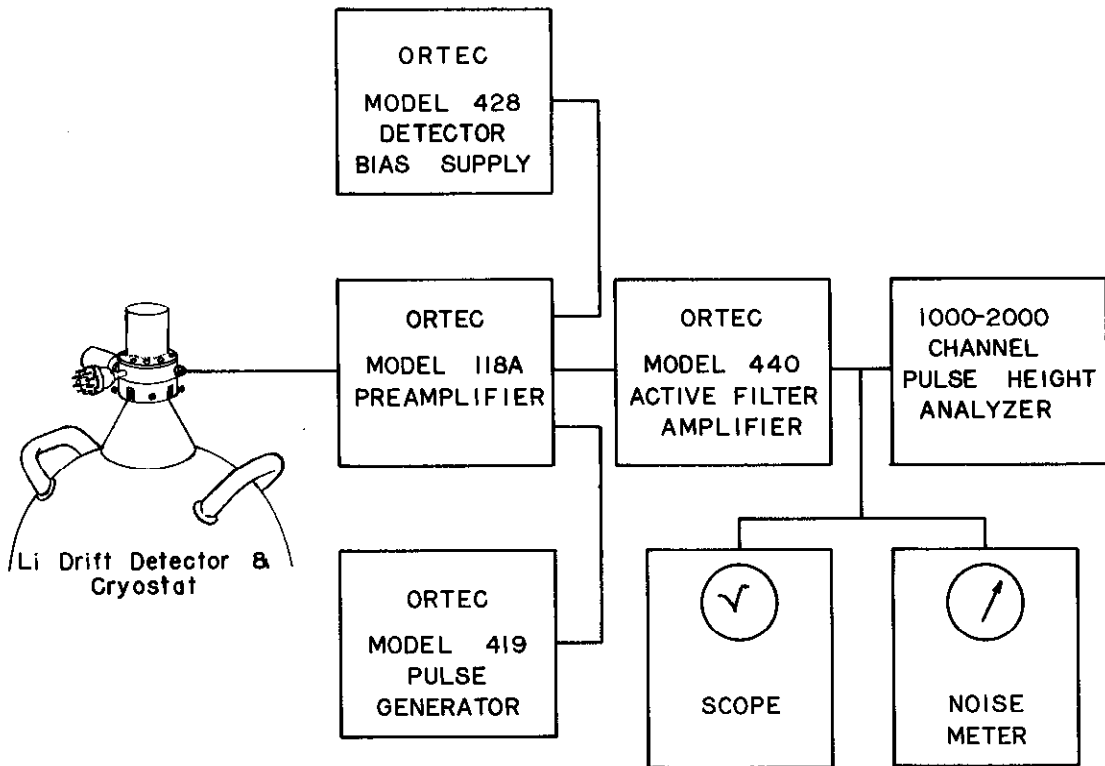 ORTEC
MODEL 428
DETECTOR
BIAS SUPPLY
ORTEC
MODEL 118A
PREAMPLIFIER
ORTEC
MODEL 440
ACTIVE FILTER
AMPLIFIER
1000-2000
CHANNEL
PULSE HEIGHT
ANALYZER
Li Drift Detector &
Cryostat
ORTEC
MODEL 419
PULSE
GENERATOR
SCOPE
NOISE
METER